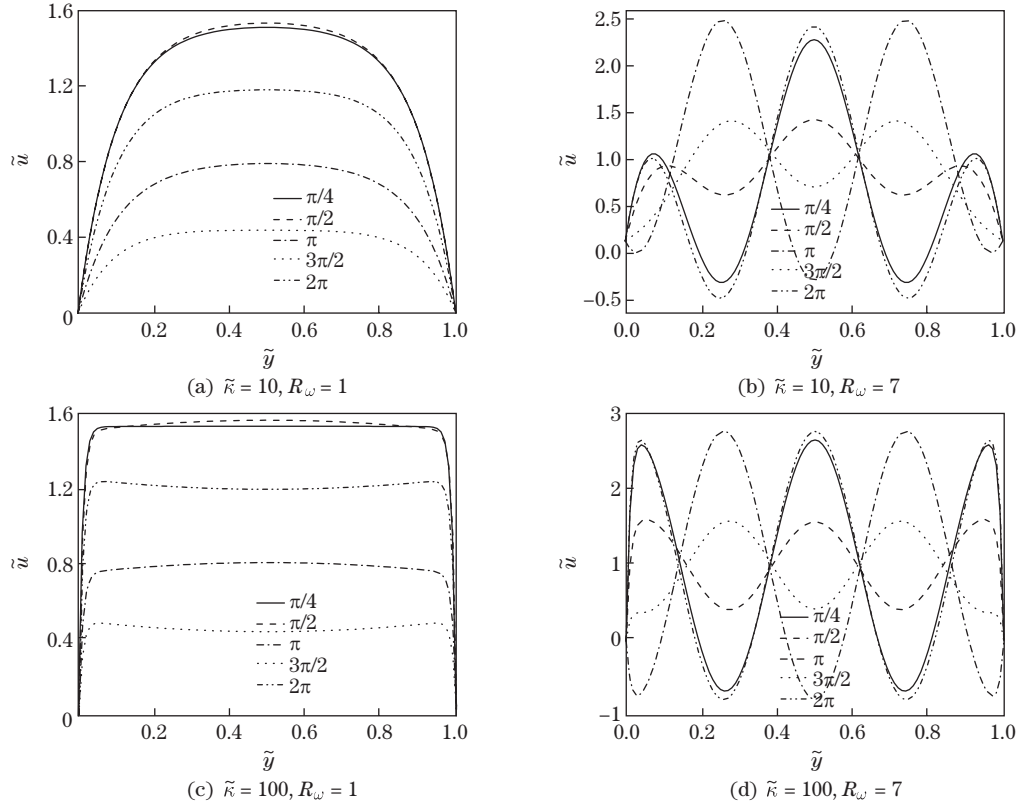 1.6
1.2
0.8
0.4
0
ũ
π/4
π/2
π
3π/2
2π
0.2 0.4 0.6 0.8 1.0
ỹ
(a) κ̃ = 10, R_ω = 1
2.5
2.0
1.5
1.0
0.5
0.0
−0.5
ũ
π/4
π/2
π
3π/2
2π
0.0 0.2 0.4 0.6 0.8 1.0
ỹ
(b) κ̃ = 10, R_ω = 7
1.6
1.2
0.8
0.4
0
ũ
π/4
π/2
π
3π/2
2π
0.2 0.4 0.6 0.8 1.0
ỹ
(c) κ̃ = 100, R_ω = 1
3
2
1
0
−1
ũ
π/4
π/2
π
3π/2
2π
0.0 0.2 0.4 0.6 0.8 1.0
ỹ
(d) κ̃ = 100, R_ω = 7